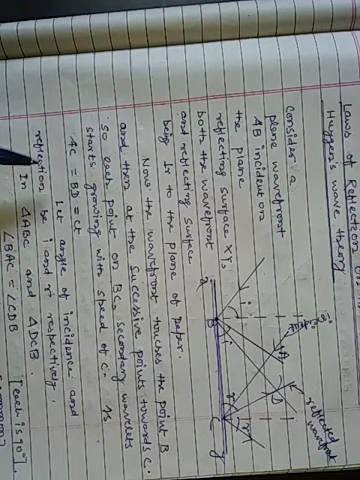 Laws of Reflection on
Huygen's wave theory
Consider a
plane wavefront
AB incident on
the plane
reflecting surface XY,
both the wavefront
and reflecting surface
being ⊥r to the plane of paper.
Now the wavefront touches the point B
and then at the successive points towards C.
So each point on BC, secondary wavelets
starts growing with speed of c. As
AC = BD = ct
Let angle of incidence and
reflection be i and r respectively.
In ΔABC and ΔDCB.
∠BAC = ∠CDB [each is 90°]
reflected
wavefront
A
D
B
C
X
Y
i
i
r
r